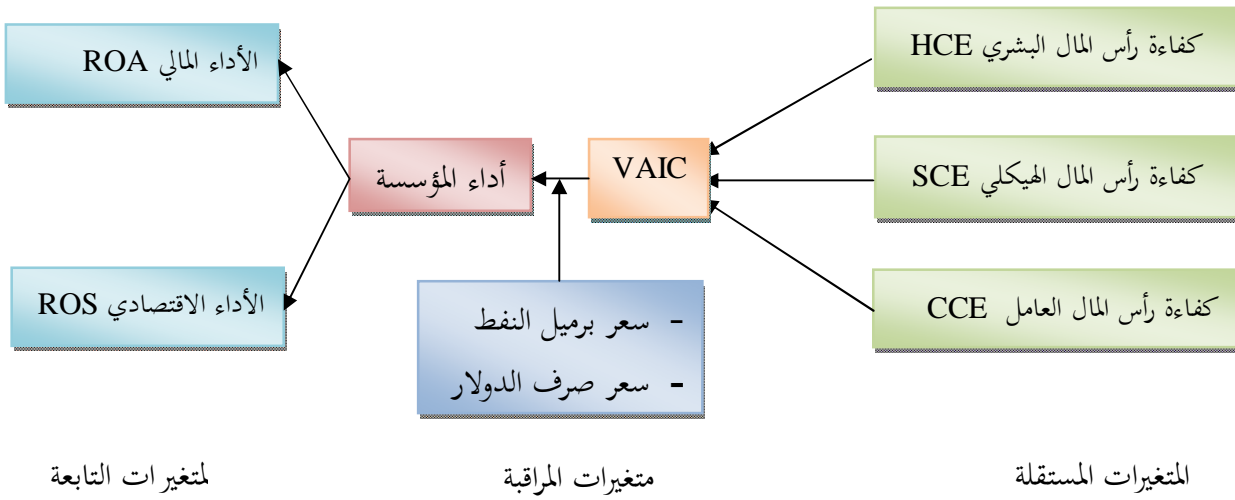 كفاءة رأس المال البشري HCE
الأداء المالي ROA
كفاءة رأس المال الهيكلي SCE
VAIC
أداء المؤسسة
كفاءة رأس المال العامل CCE
الأداء الاقتصادي ROS
- سعر برميل النفط
- سعر صرف الدولار
المتغيرات المستقلة
متغيرات المراقبة
لمتغيرات التابعة